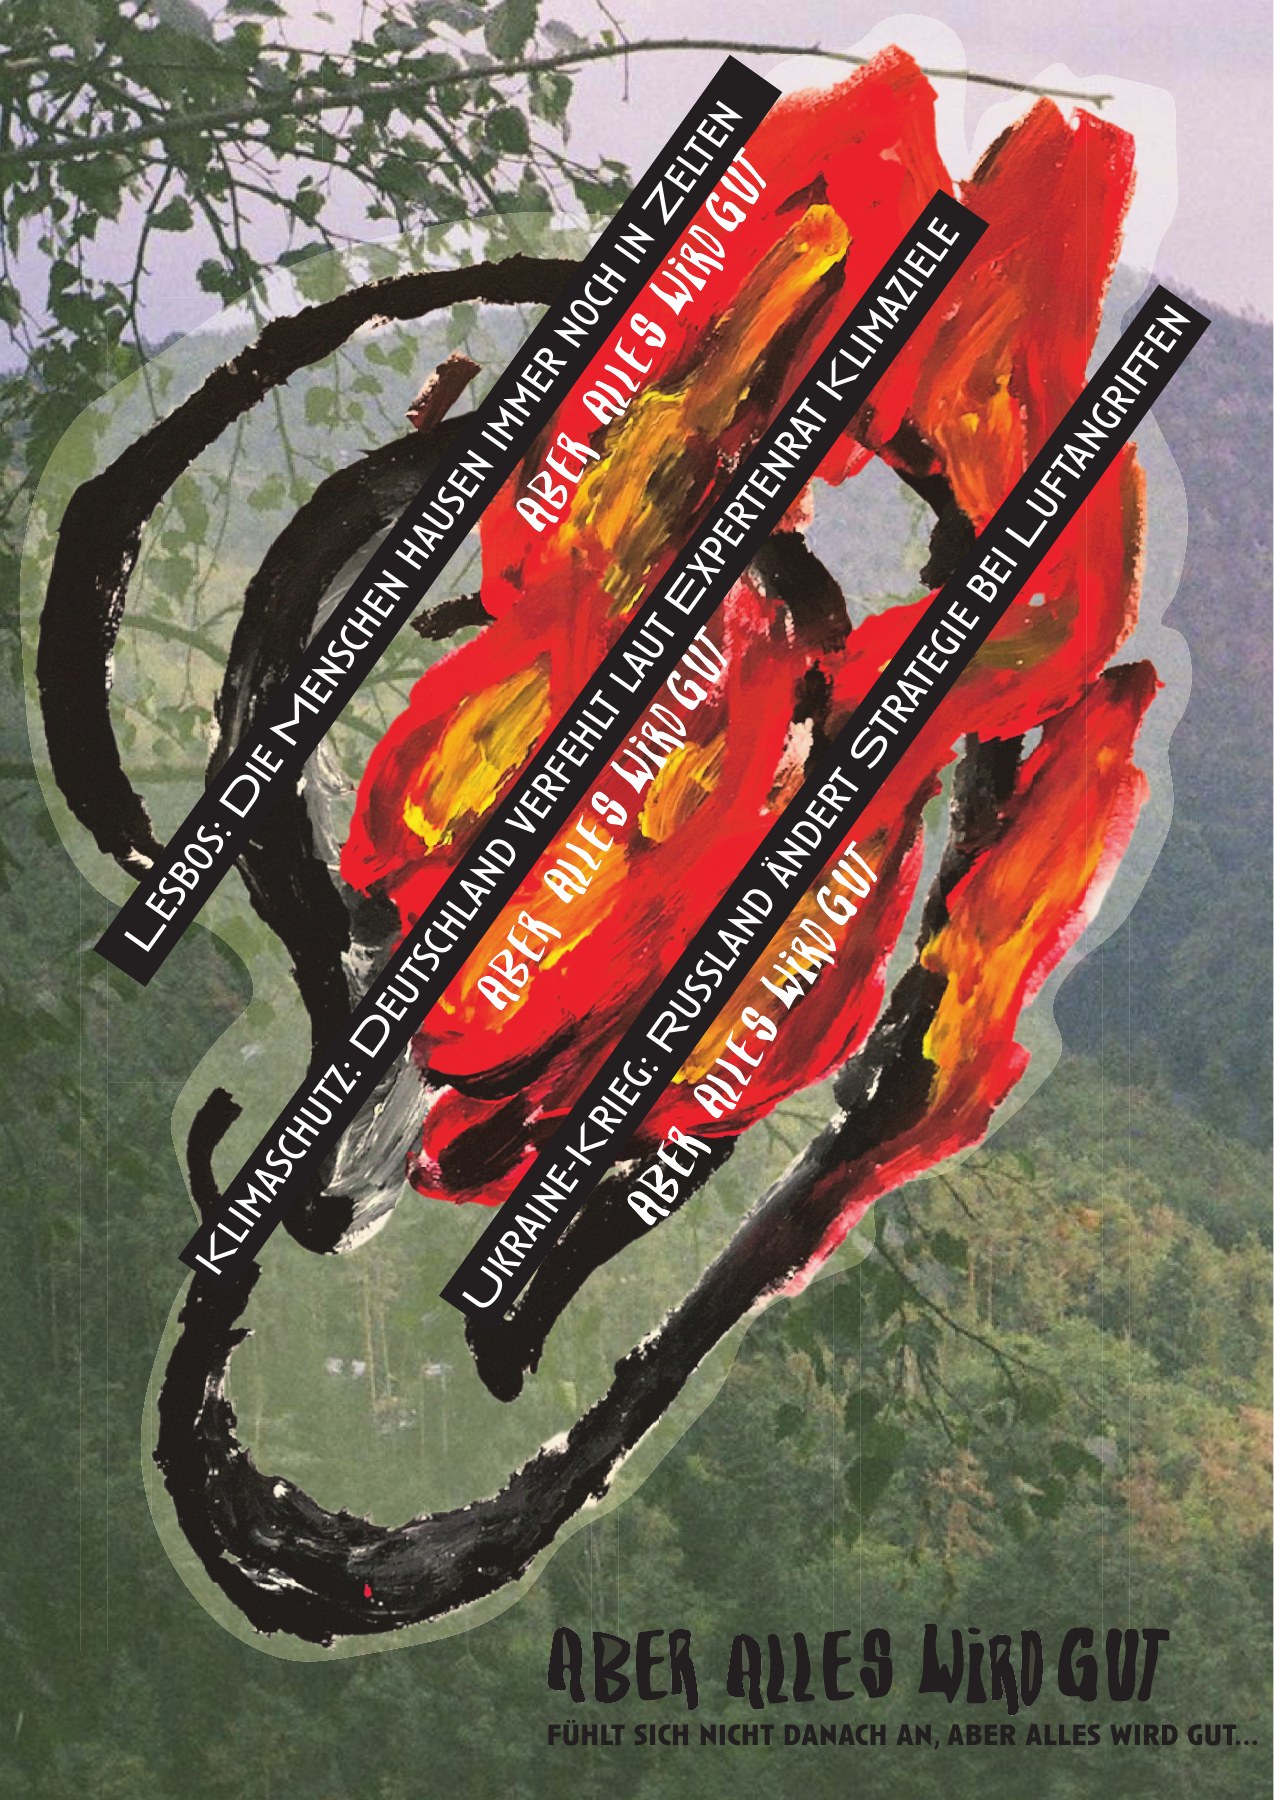 Lesbos: Die Menschen hausen immer noch in Zelten
ABER ALLES WiRD GUT
Klimaschutz: Deutschland verfehlt laut Expertenrat Klimaziele
ABER ALLES WiRD GUT
Ukraine-Krieg: Russland ändert Strategie bei Luftangriffen
ABER ALLES WiRD GUT
ABER ALLES WiRD GUT
FÜHLT SICH NICHT DANACH AN, ABER ALLES WIRD GUT...